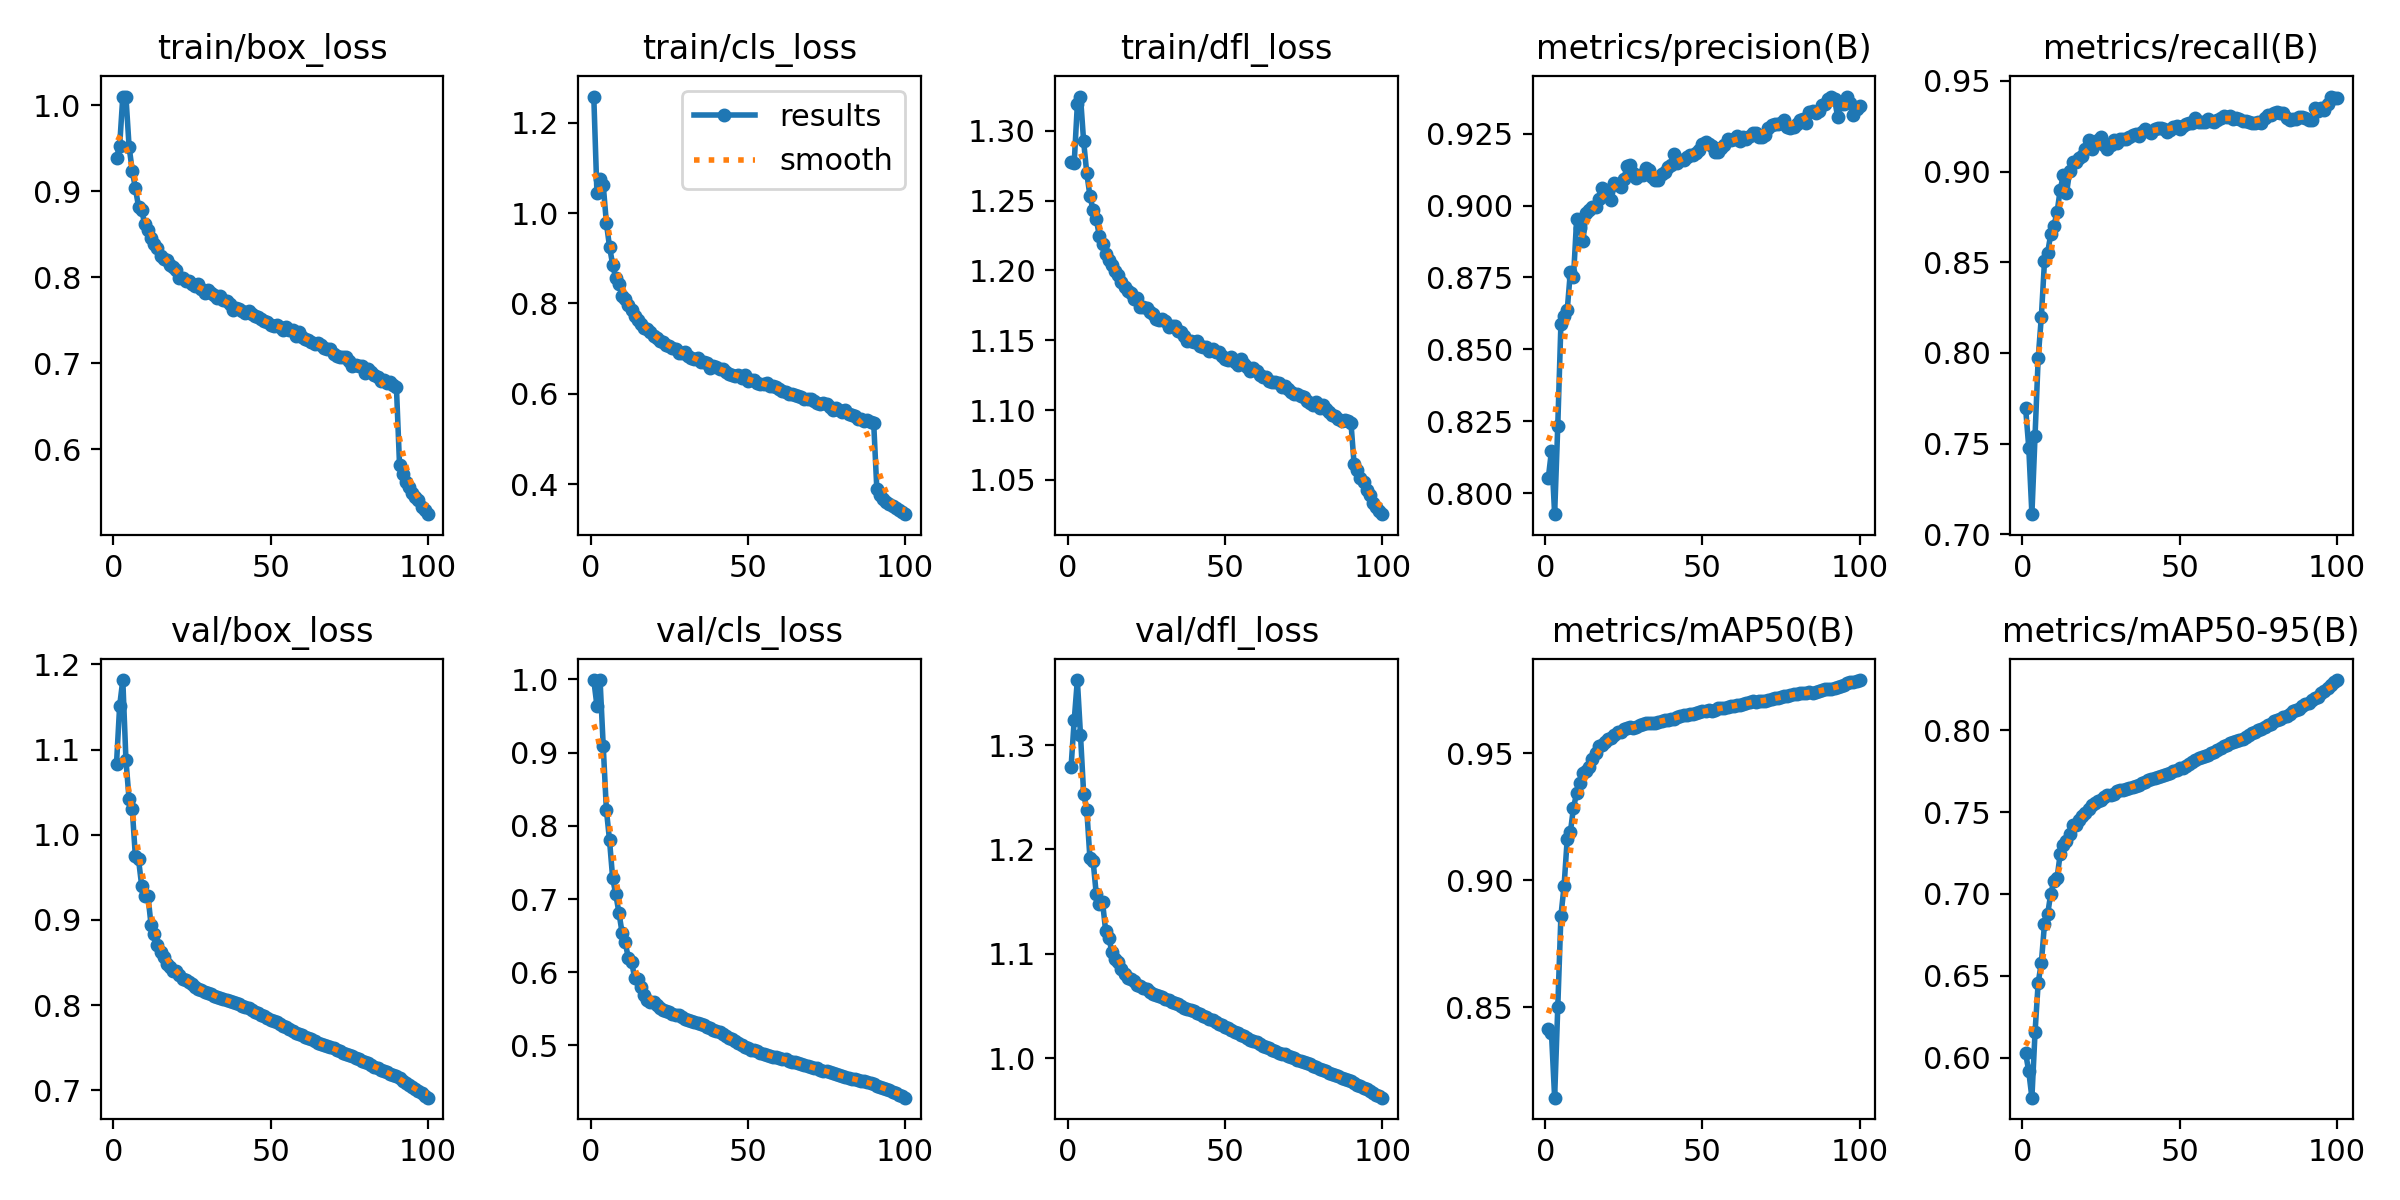 train/box_loss
train/cls_loss
train/dfl_loss
metrics/precision(B)
metrics/recall(B)
1.0
0.9
0.8
0.7
0.6
0 50 100
results
smooth
1.2
1.0
0.8
0.6
0.4
0 50 100
1.30
1.25
1.20
1.15
1.10
1.05
0 50 100
0.925
0.900
0.875
0.850
0.825
0.800
0 50 100
0.95
0.90
0.85
0.80
0.75
0.70
0 50 100
val/box_loss
val/cls_loss
val/dfl_loss
metrics/mAP50(B)
metrics/mAP50-95(B)
1.2
1.1
1.0
0.9
0.8
0.7
0 50 100
1.0
0.9
0.8
0.7
0.6
0.5
0 50 100
1.3
1.2
1.1
1.0
0 50 100
0.95
0.90
0.85
0 50 100
0.80
0.75
0.70
0.65
0.60
0 50 100